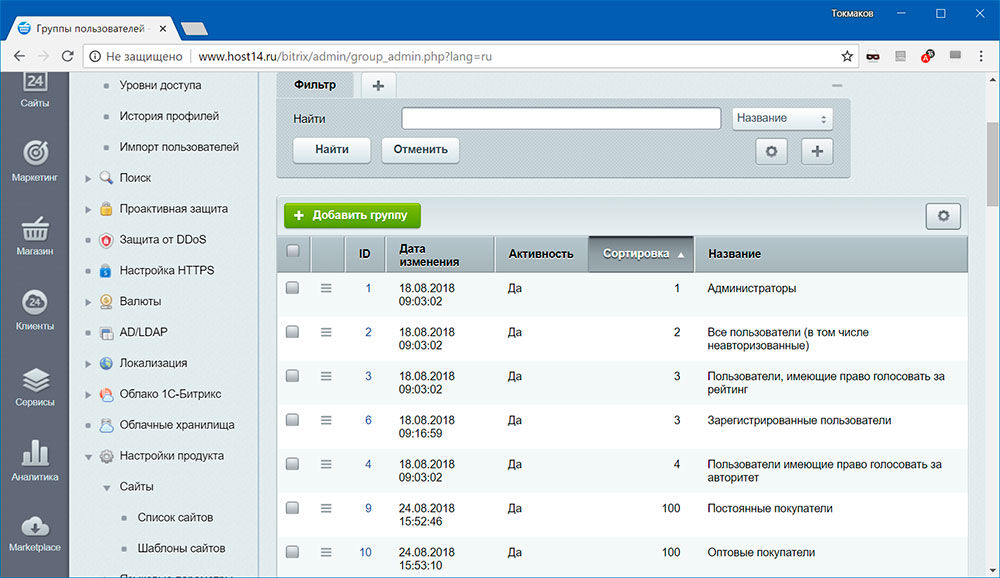 Токмаков
Группы пользователей
Не защищено www.host14.ru/bitrix/admin/group_admin.php?lang=ru
24
Сайты
Маркетинг
Магазин
24
Клиенты
Сервисы
Аналитика
Marketplace
Уровни доступа
История профилей
Импорт пользователей
Поиск
Проактивная защита
Защита от DDoS
Настройка HTTPS
Валюты
AD/LDAP
Локализация
Облако 1С-Битрикс
Облачные хранилища
Настройки продукта
Сайты
Список сайтов
Шаблоны сайтов
Фильтр
Найти Название
Найти Отменить
Добавить группу
ID Дата изменения Активность Сортировка Название
1 18.08.2018 Да 1 Администраторы
09:03:02
2 18.08.2018 Да 2 Все пользователи (в том числе
09:03:02 неавторизованные)
3 18.08.2018 Да 3 Пользователи, имеющие право голосовать за
09:03:02 рейтинг
6 18.08.2018 Да 3 Зарегистрированные пользователи
09:16:59
4 18.08.2018 Да 4 Пользователи имеющие право голосовать за
09:03:02 авторитет
9 24.08.2018 Да 100 Постоянные покупатели
15:52:46
10 24.08.2018 Да 100 Оптовые покупатели
15:53:10